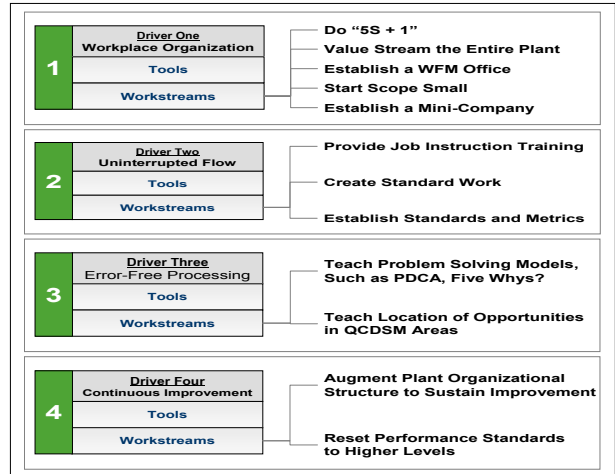 1
Driver One
Workplace Organization
Tools
Workstreams
Do “5S + 1”
Value Stream the Entire Plant
Establish a WFM Office
Start Scope Small
Establish a Mini-Company
2
Driver Two
Uninterrupted Flow
Tools
Workstreams
Provide Job Instruction Training
Create Standard Work
Establish Standards and Metrics
3
Driver Three
Error-Free Processing
Tools
Workstreams
Teach Problem Solving Models,
Such as PDCA, Five Whys?
Teach Location of Opportunities
in QCDSM Areas
4
Driver Four
Continuous Improvement
Tools
Workstreams
Augment Plant Organizational
Structure to Sustain Improvement
Reset Performance Standards
to Higher Levels